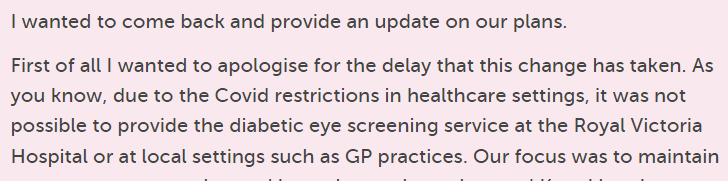 I wanted to come back and provide an update on our plans.
First of all I wanted to apologise for the delay that this change has taken. As
you know, due to the Covid restrictions in healthcare settings, it was not
possible to provide the diabetic eye screening service at the Royal Victoria
Hospital or at local settings such as GP practices. Our focus was to maintain